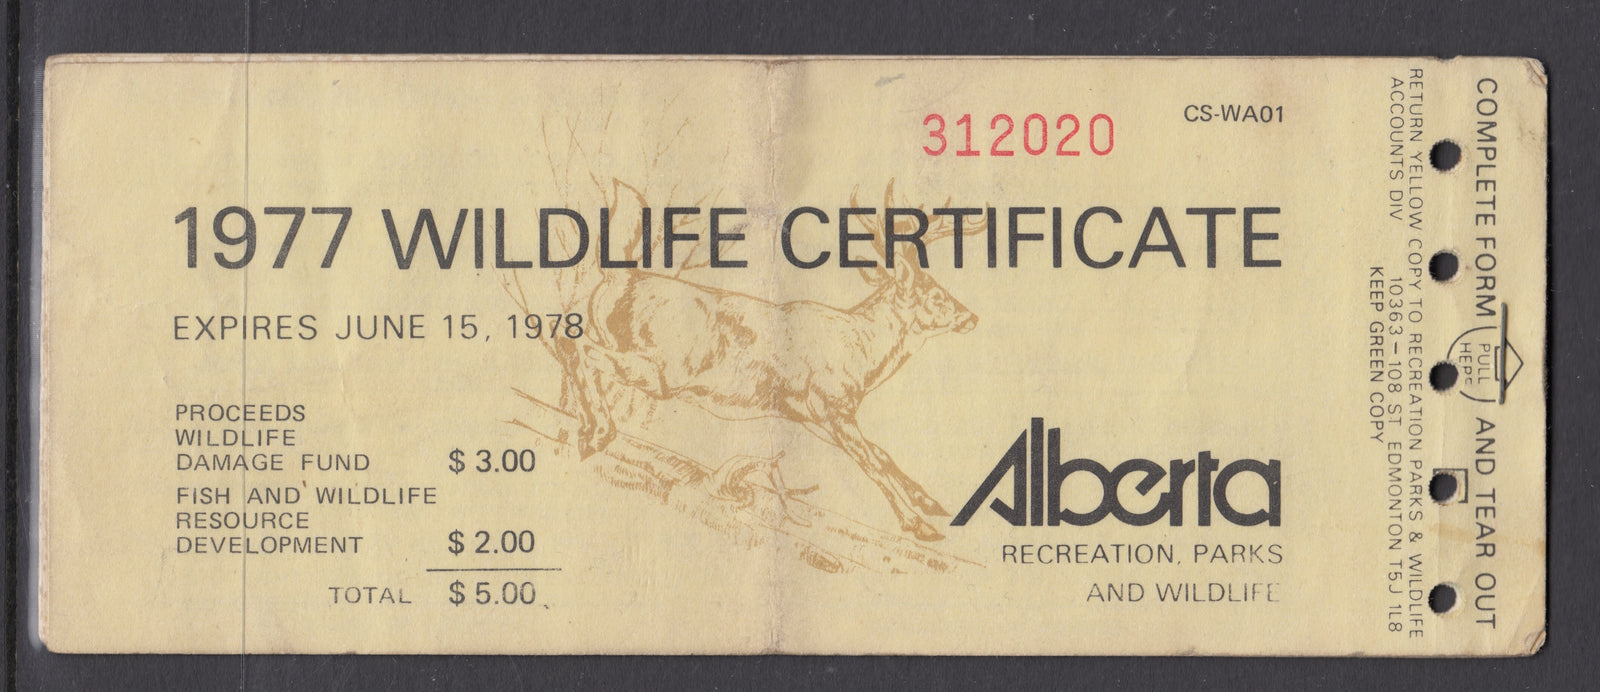 CS-WA01
312020
1977 WILDLIFE CERTIFICATE
EXPIRES JUNE 15, 1978
PROCEEDS
WILDLIFE
DAMAGE FUND $ 3.00
FISH AND WILDLIFE
RESOURCE
DEVELOPMENT $ 2.00
TOTAL $ 5.00
Alberta
RECREATION, PARKS
AND WILDLIFE
COMPLETE FORM PULL HERE AND TEAR OUT
RETURN YELLOW COPY TO RECREATION PARKS & WILDLIFE
ACCOUNTS DIV 10363-108 ST EDMONTON T5J 1L8
KEEP GREEN COPY